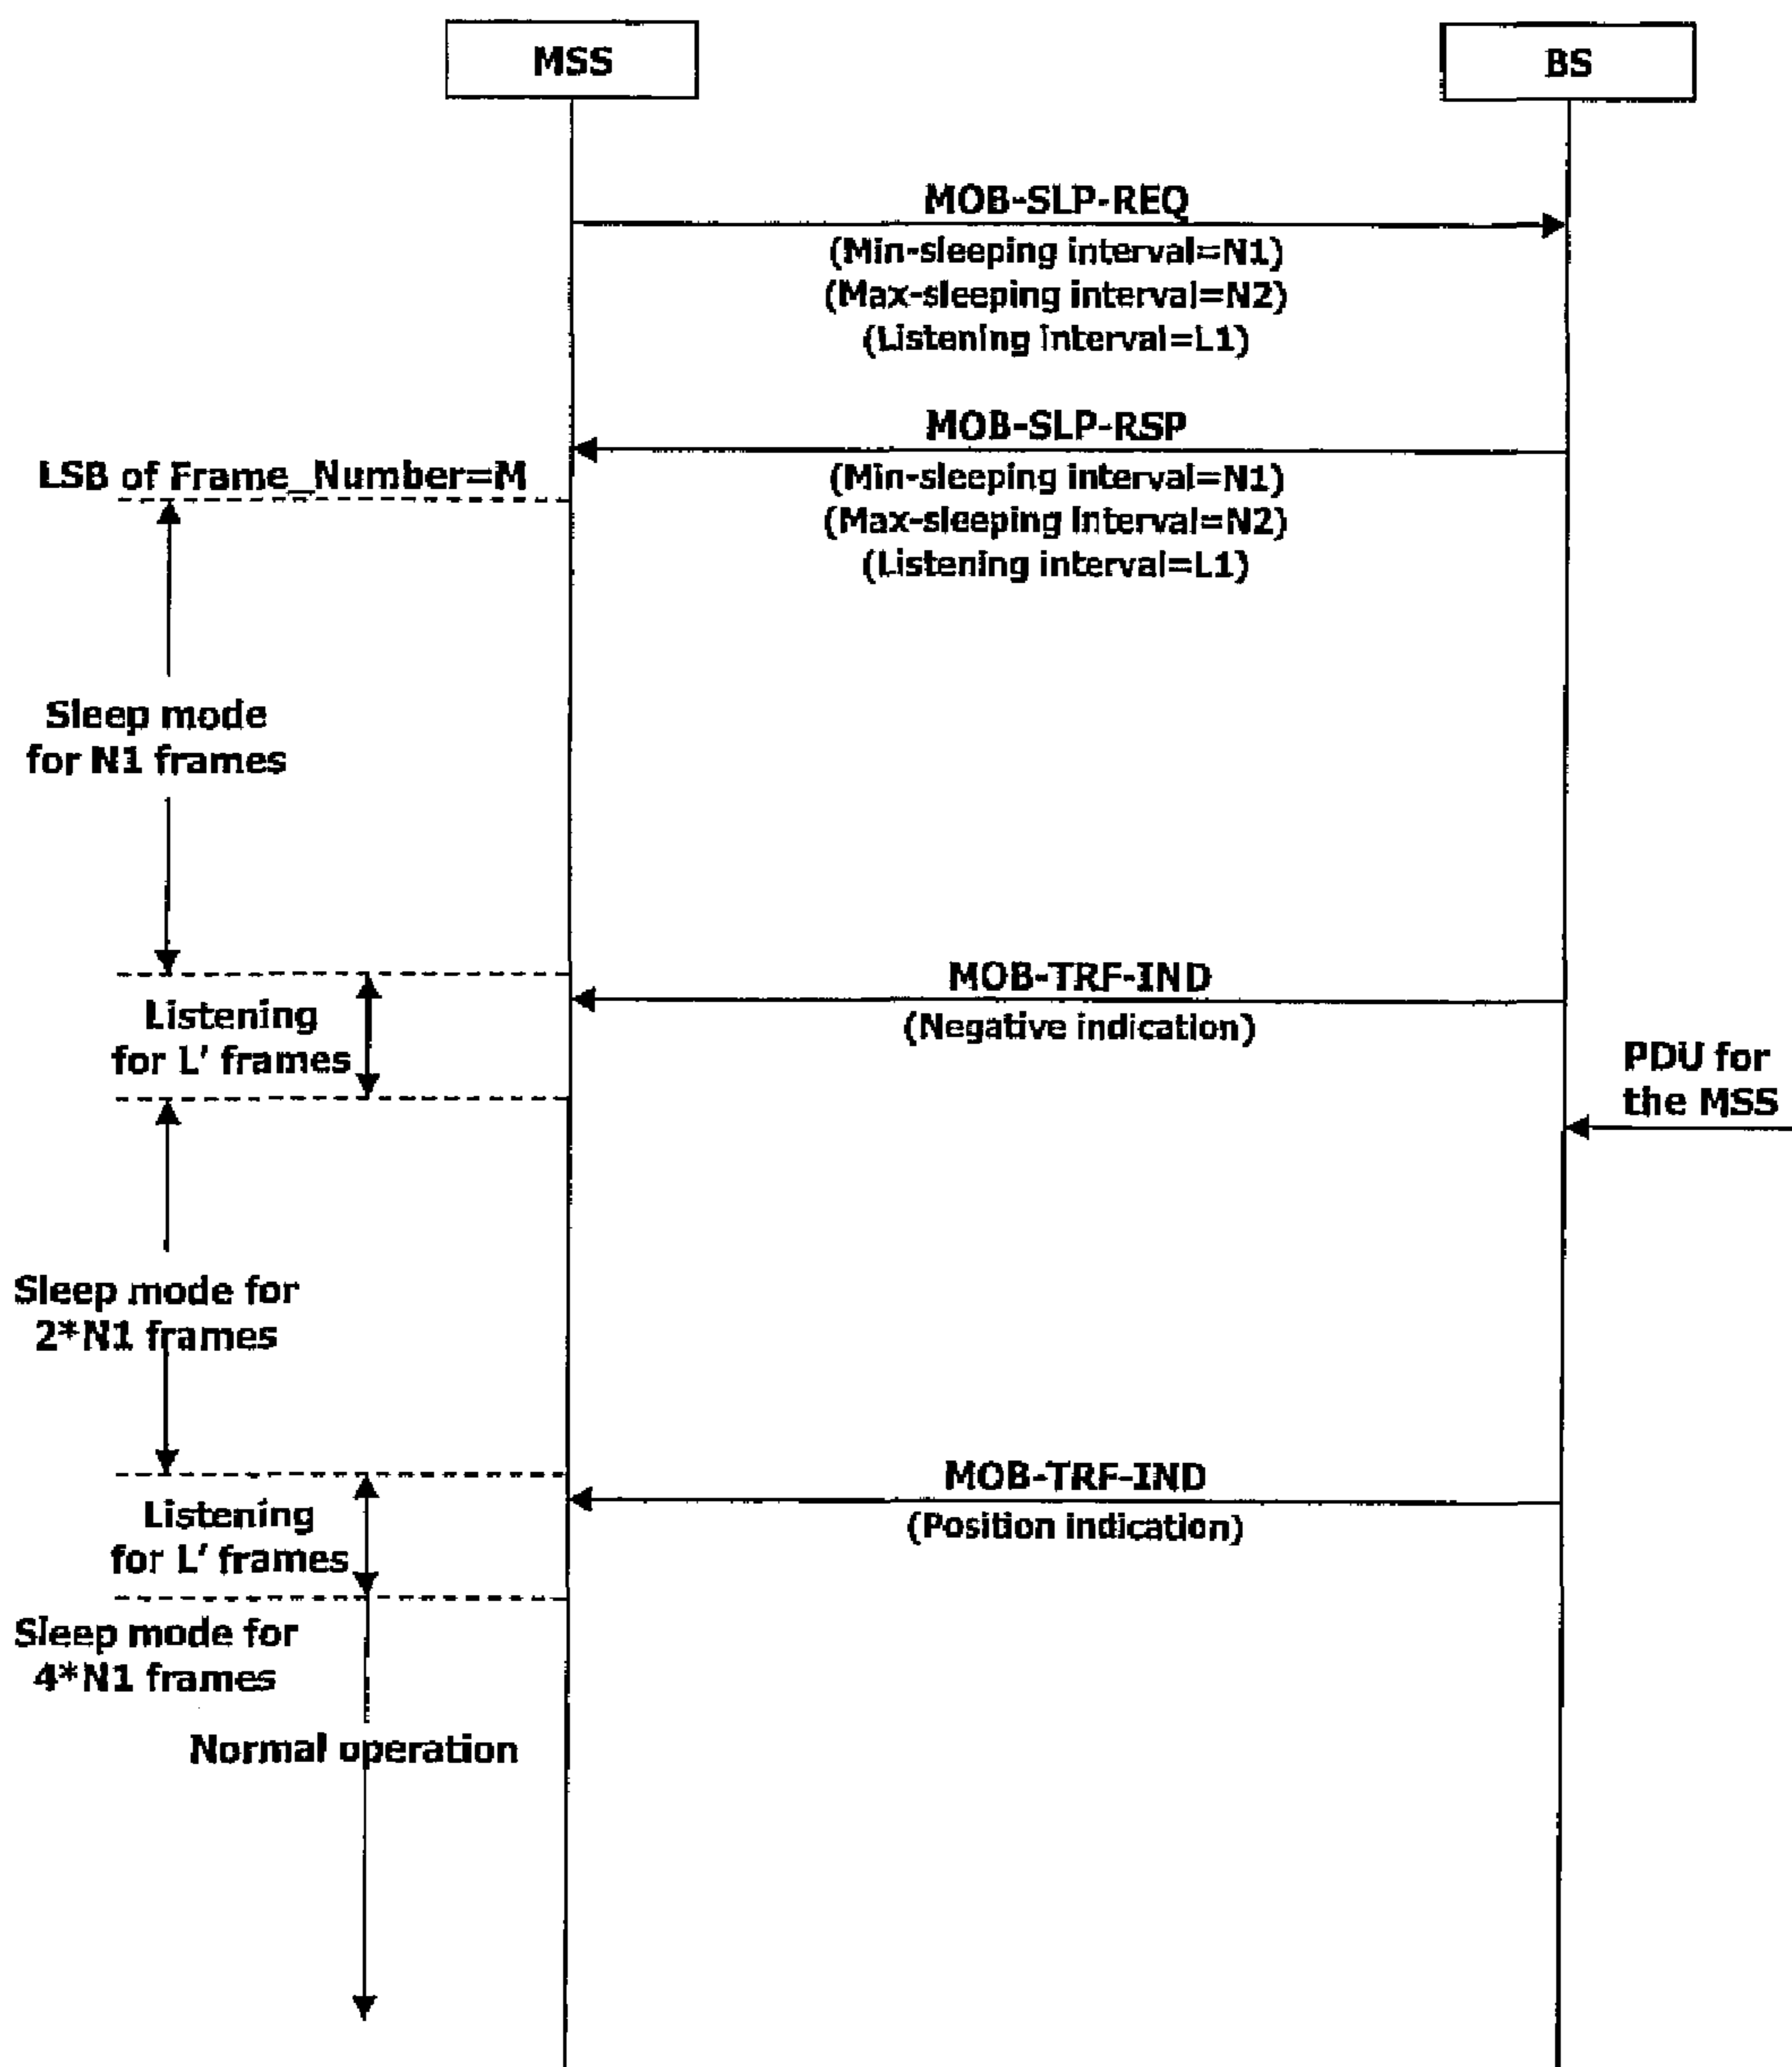 MSS
BS
MOB-SLP-REQ
(Min-sleeping interval=N1)
(Max-sleeping interval=N2)
(Listening interval=L1)
MOB-SLP-RSP
LSB of Frame_Number=M
(Min-sleeping interval=N1)
(Max-sleeping interval=N2)
(Listening interval=L1)
Sleep mode
for N1 frames
MOB-TRF-IND
(Negative indication)
Listening
for L' frames
PDU for
the MSS
Sleep mode for
2*N1 frames
MOB-TRF-IND
(Position indication)
Listening
for L' frames
Sleep mode for
4*N1 frames
Normal operation